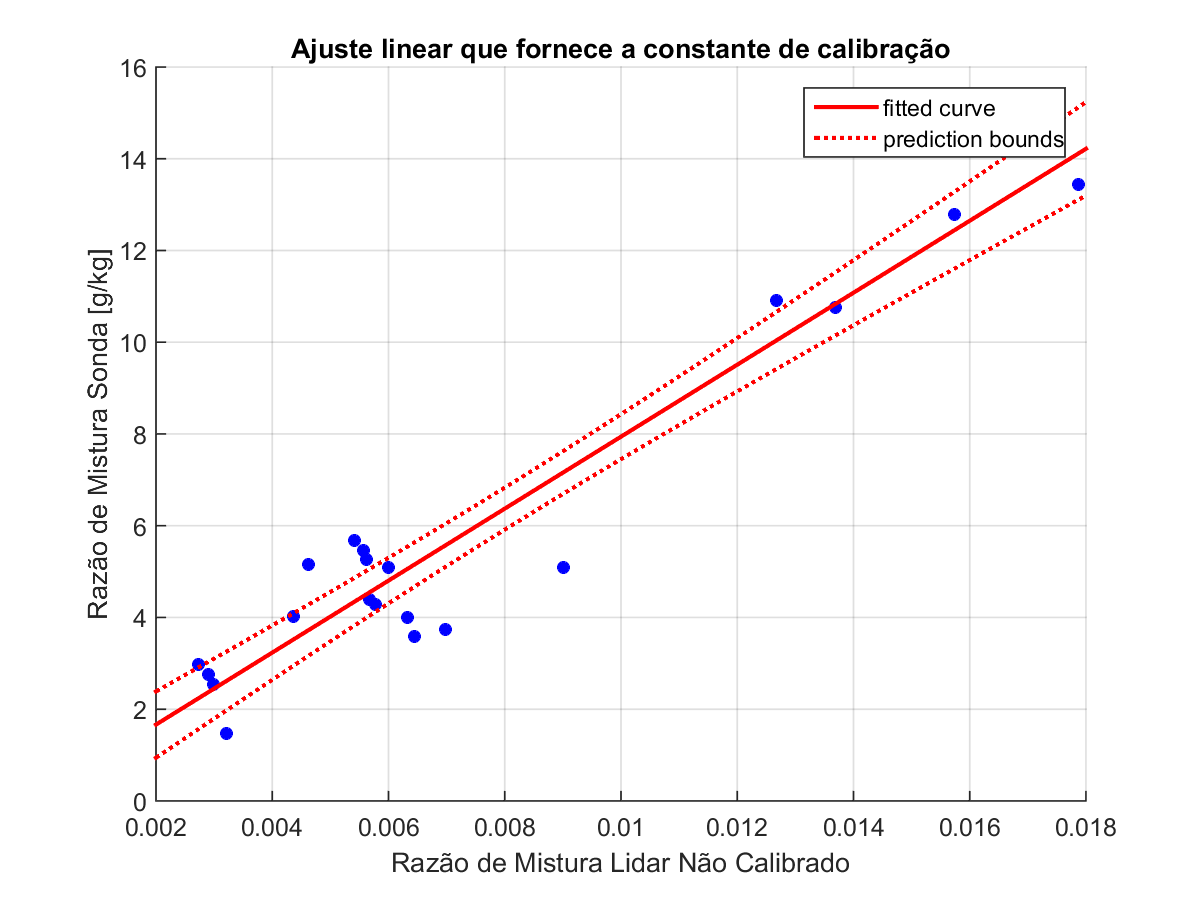 Ajuste linear que fornece a constante de calibração
16
14
12
10
8
6
4
2
0
Razão de Mistura Sonda [g/kg]
fitted curve
prediction bounds
0.002 0.004 0.006 0.008 0.01 0.012 0.014 0.016 0.018
Razão de Mistura Lidar Não Calibrado